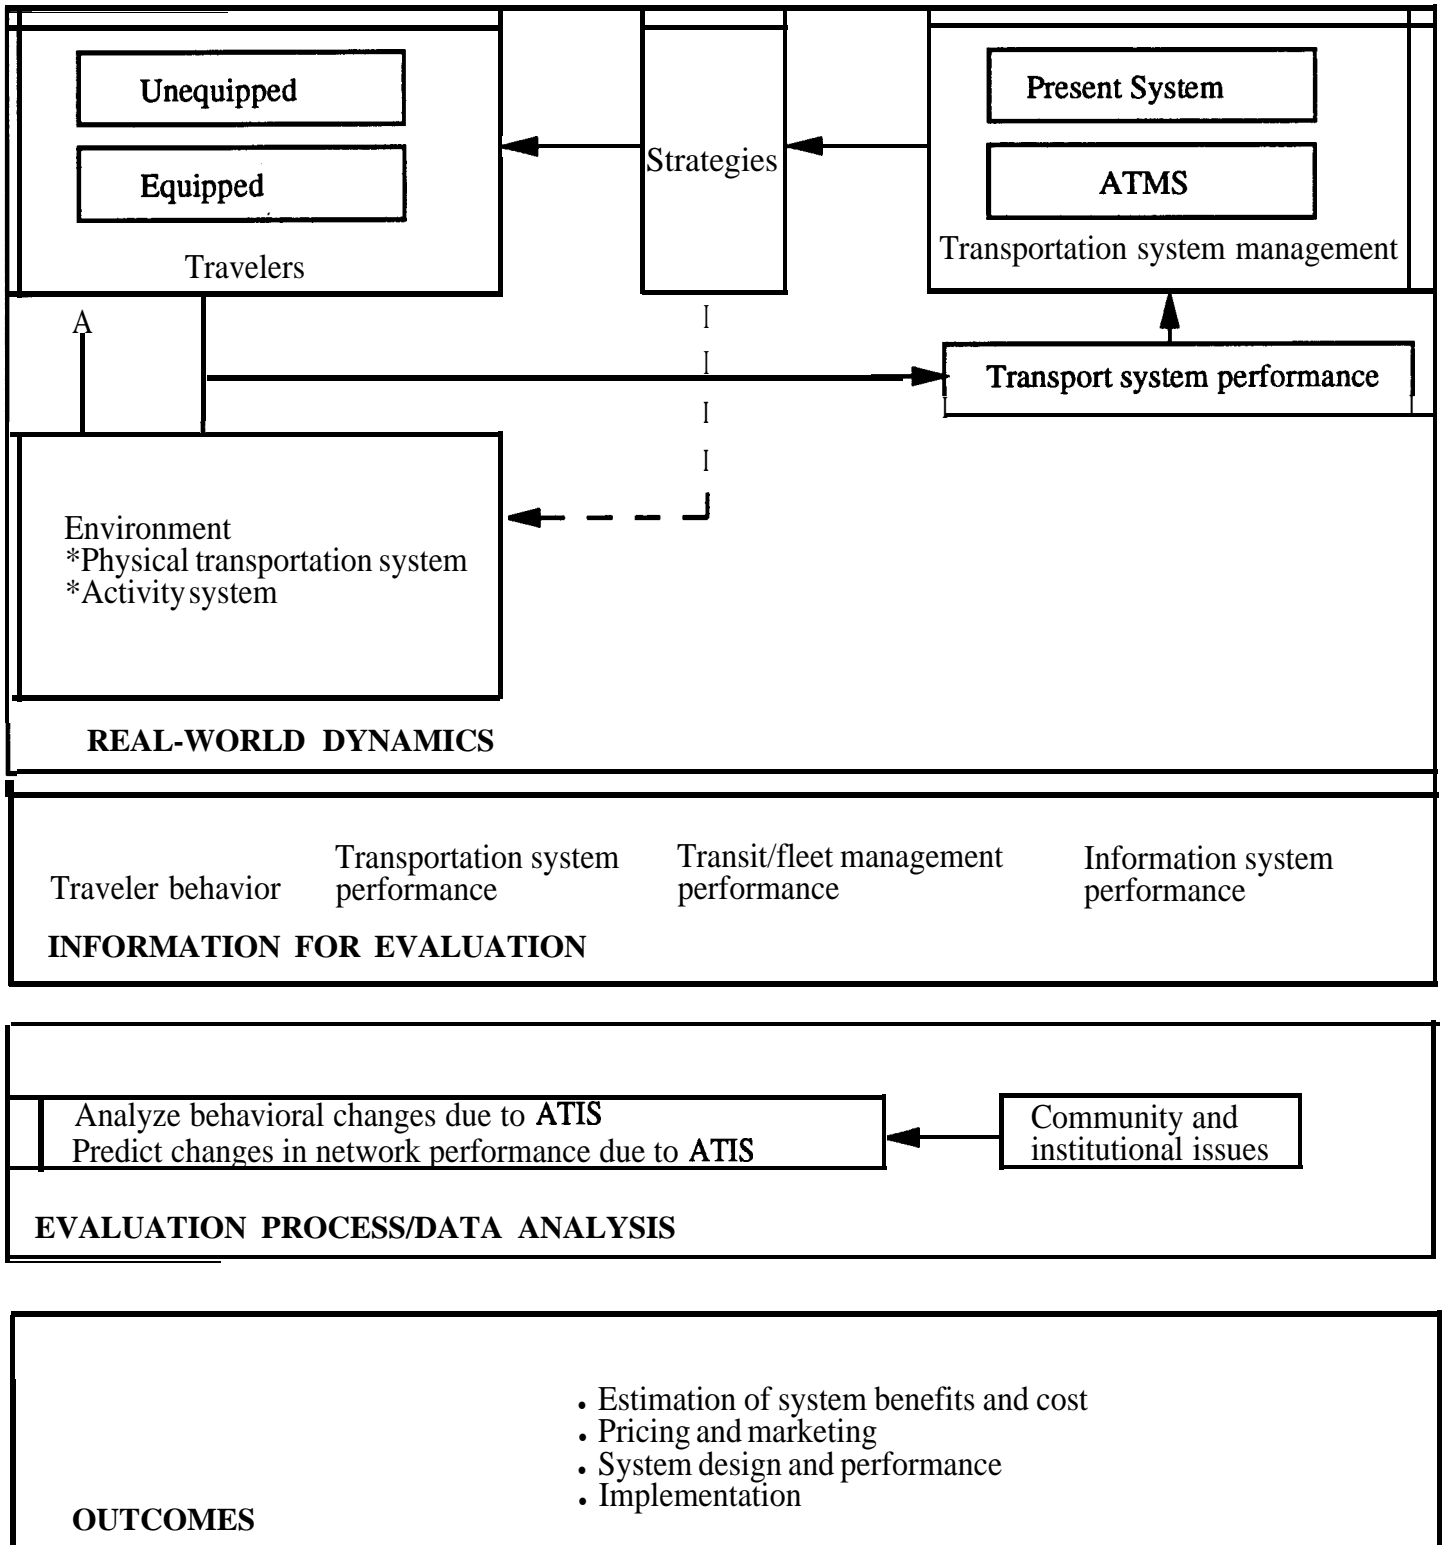 Unequipped
Equipped
Travelers
Strategies
Present System
ATMS
Transportation system management
Transport system performance
Environment
*Physical transportation system
*Activity system
REAL-WORLD DYNAMICS
Traveler behavior
Transportation system
performance
Transit/fleet management
performance
Information system
performance
INFORMATION FOR EVALUATION
Analyze behavioral changes due to ATIS
Predict changes in network performance due to ATIS
Community and
institutional issues
EVALUATION PROCESS/DATA ANALYSIS
• Estimation of system benefits and cost
• Pricing and marketing
• System design and performance
• Implementation
OUTCOMES